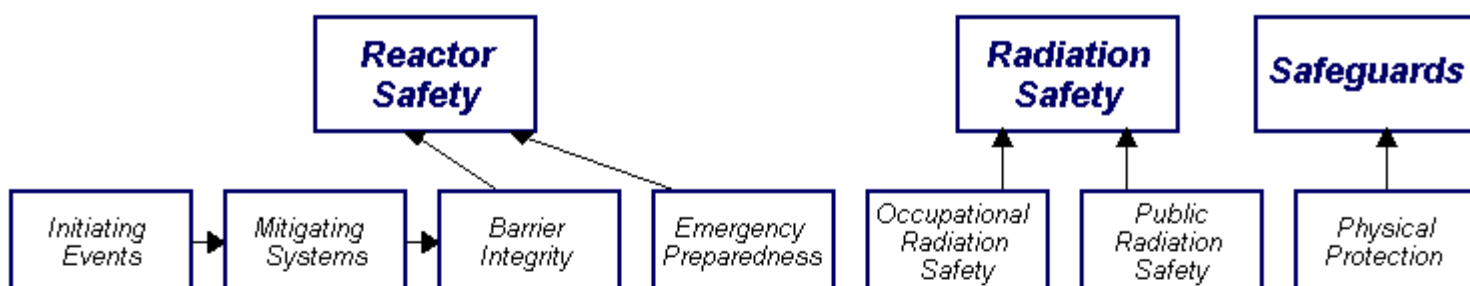 Reactor
Safety
Radiation
Safety
Safeguards
Initiating
Events
Mitigating
Systems
Barrier
Integrity
Emergency
Preparedness
Occupational
Radiation
Safety
Public
Radiation
Safety
Physical
Protection